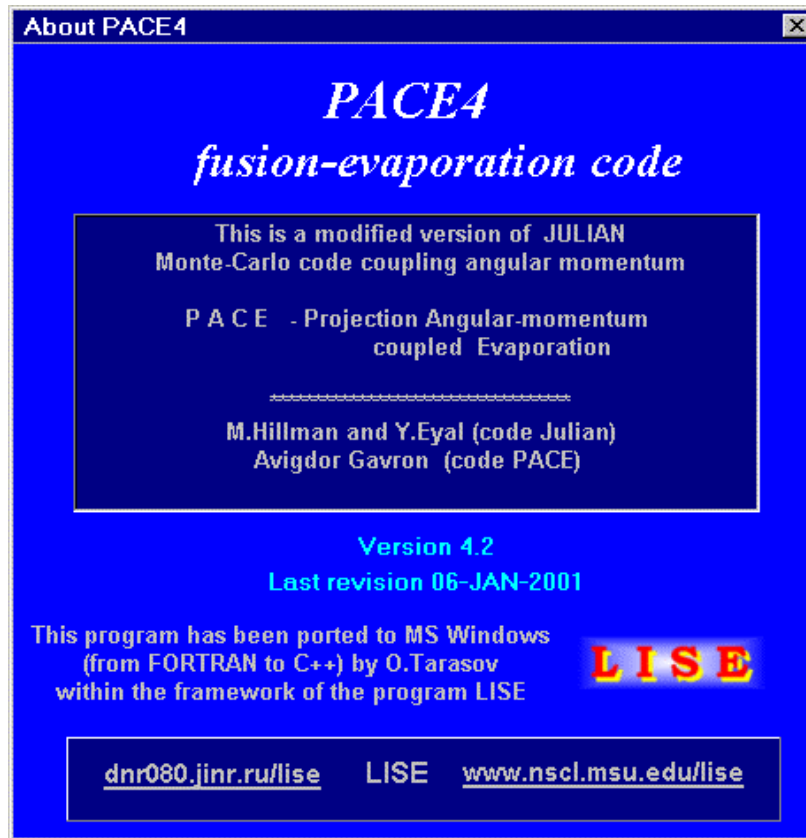 About PACE4
PACE4
fusion-evaporation code
This is a modified version of JULIAN
Monte-Carlo code coupling angular momentum
P A C E - Projection Angular-momentum
coupled Evaporation
M.Hillman and Y.Eyal (code Julian)
Avigdor Gavron (code PACE)
Version 4.2
Last revision 06-JAN-2001
This program has been ported to MS Windows
(from FORTRAN to C++) by O.Tarasov
within the framework of the program LISE
L I S E
dnr080.jinr.ru/lise LISE www.nscl.msu.edu/lise